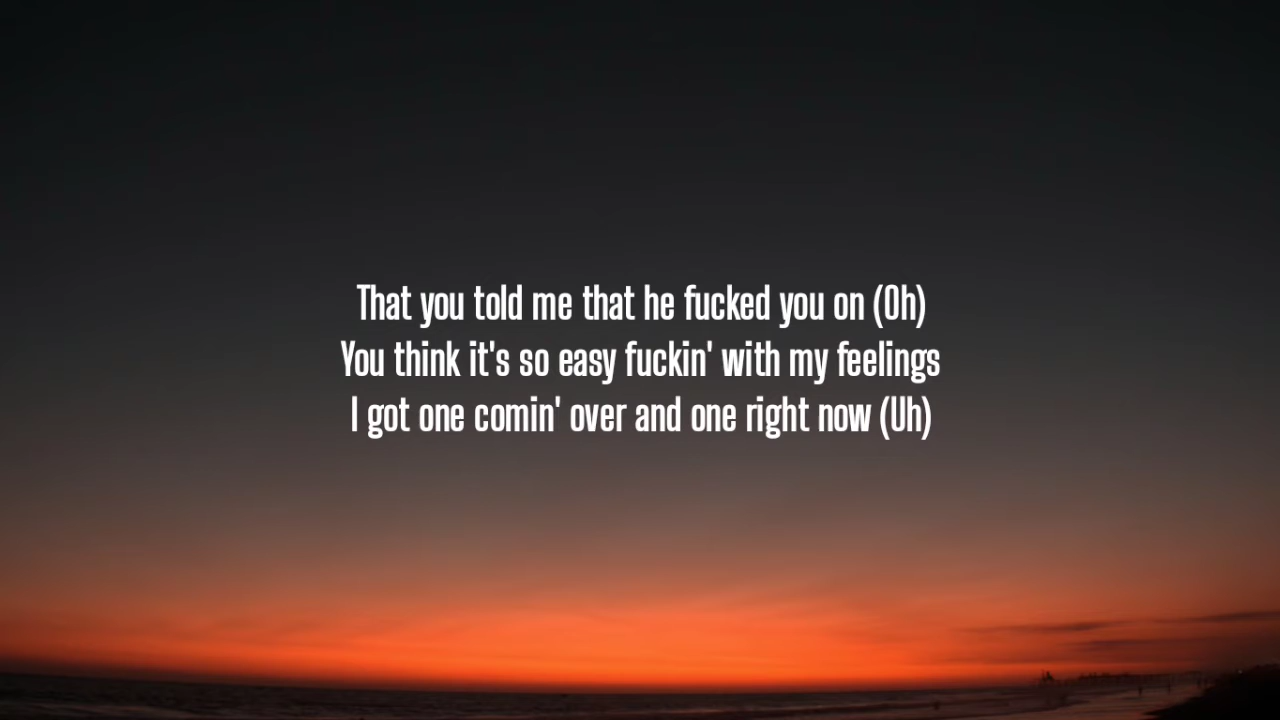 That you told me that he fucked you on (Oh)
You think it's so easy fuckin' with my feelings
I got one comin' over and one right now (Uh)